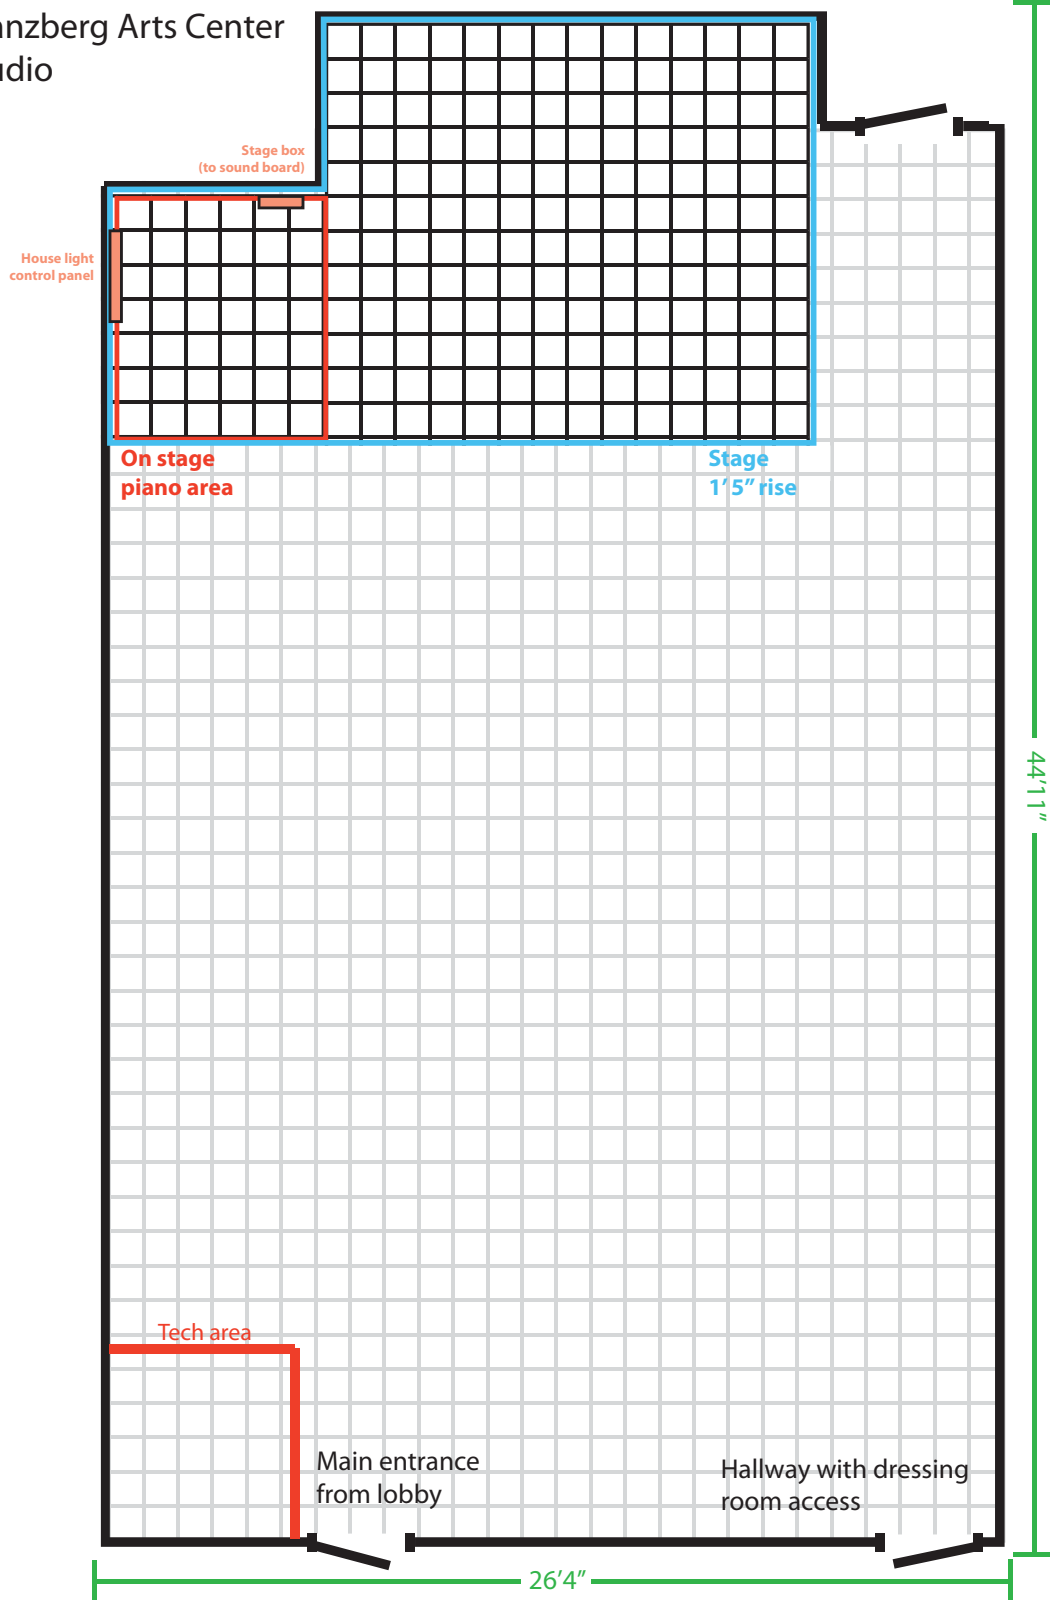 anzberg Arts Center
udio
Stage box
(to sound board)
House light
control panel
On stage
piano area
Stage
1’5” rise
44’11”
Tech area
Main entrance
from lobby
Hallway with dressing
room access
26’4”